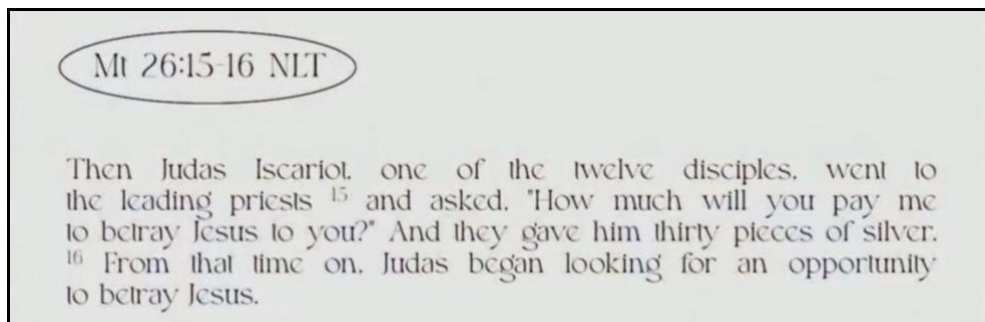 Mt 26:15-16 NLT
Then Judas Iscariot, one of the twelve disciples, went to
the leading priests 15 and asked, "How much will you pay me
to betray Jesus to you?" And they gave him thirty pieces of silver.
16 From that time on, Judas began looking for an opportunity
to betray Jesus.